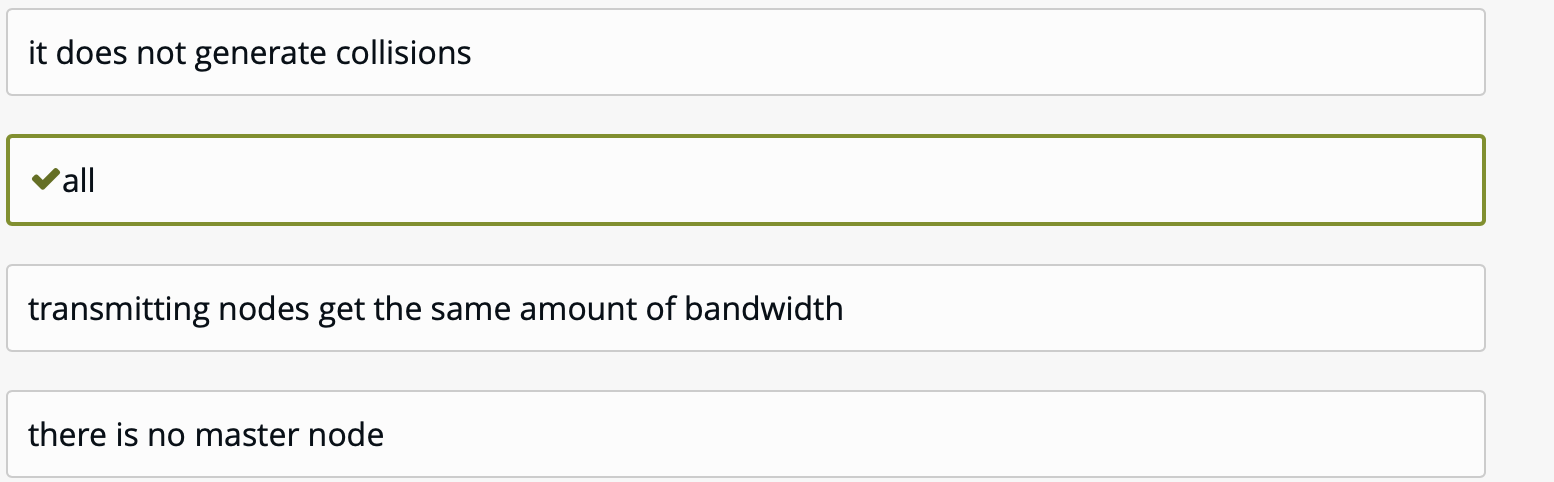 it does not generate collisions
all
transmitting nodes get the same amount of bandwidth
there is no master node